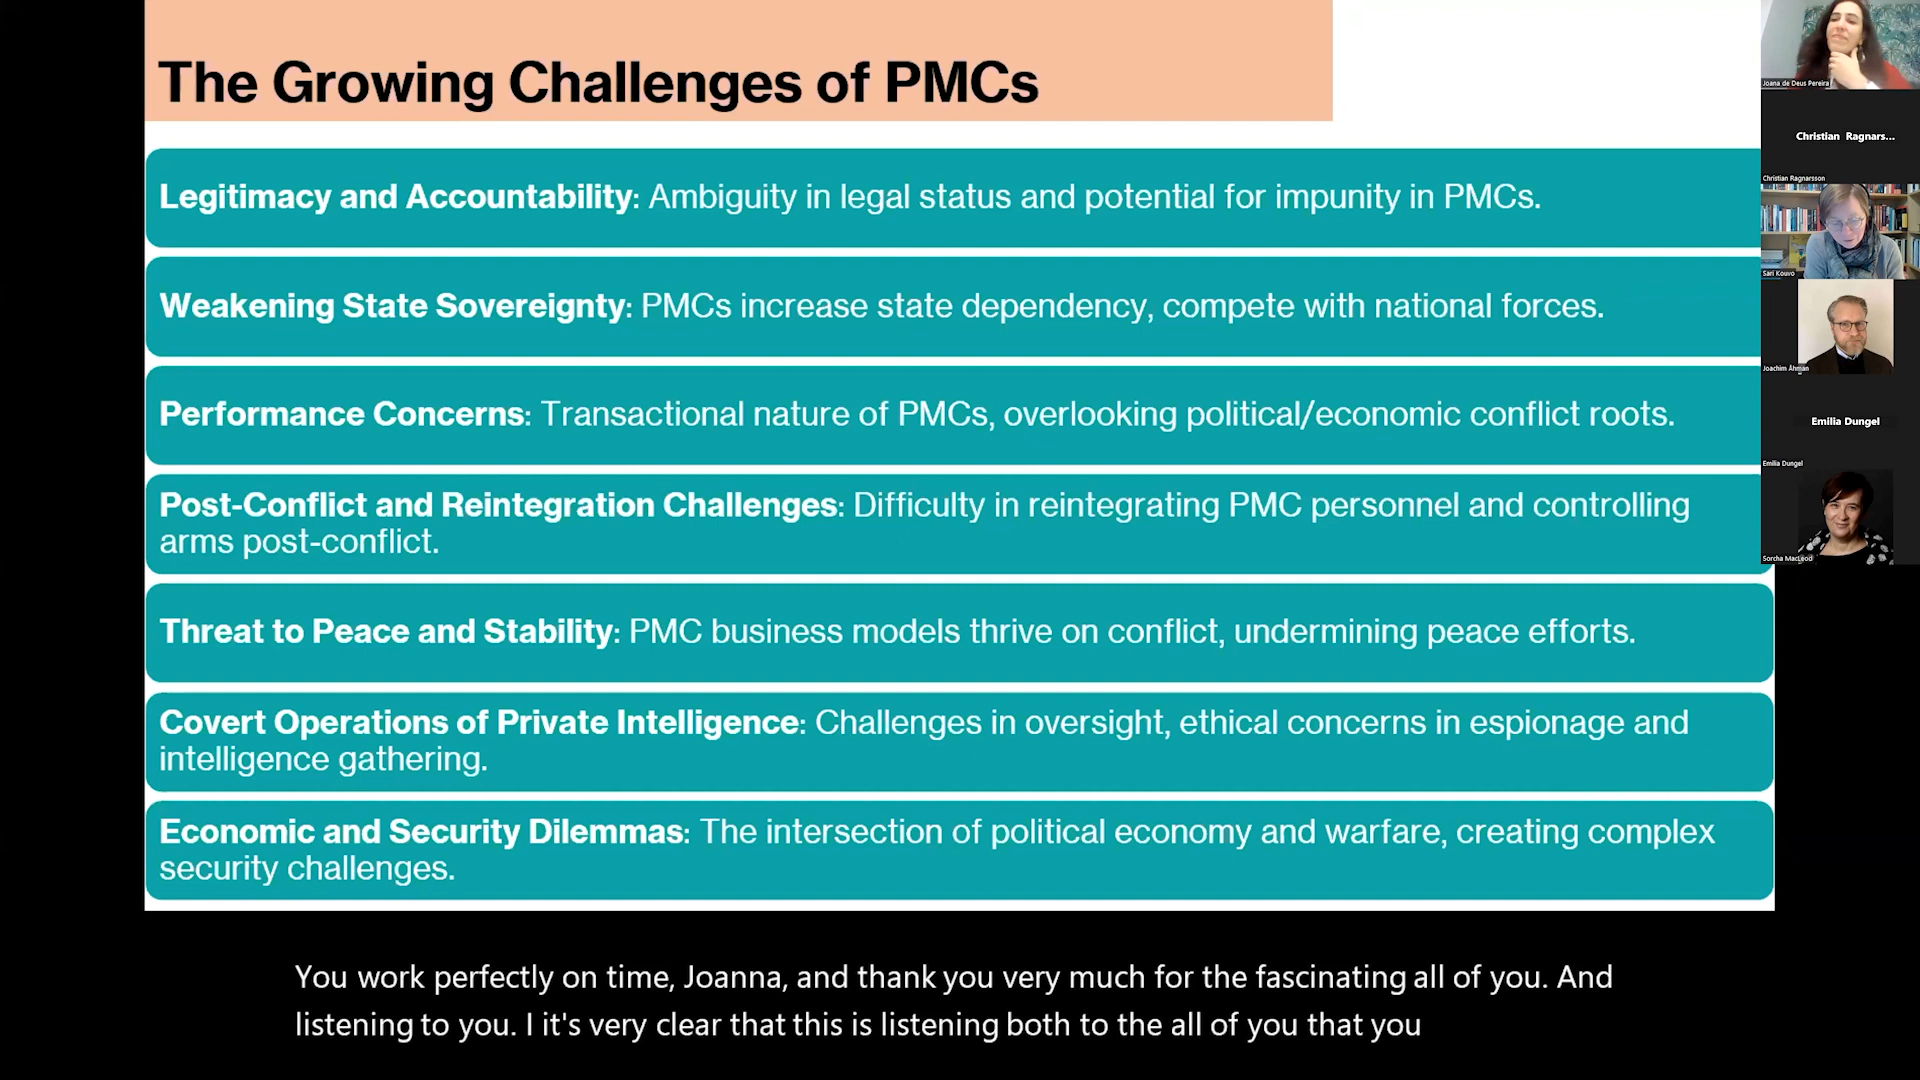 The Growing Challenges of PMCs
Legitimacy and Accountability: Ambiguity in legal status and potential for impunity in PMCs.
Weakening State Sovereignty: PMCs increase state dependency, compete with national forces.
Performance Concerns: Transactional nature of PMCs, overlooking political/economic conflict roots.
Post-Conflict and Reintegration Challenges: Difficulty in reintegrating PMC personnel and controlling
arms post-conflict.
Threat to Peace and Stability: PMC business models thrive on conflict, undermining peace efforts.
Covert Operations of Private Intelligence: Challenges in oversight, ethical concerns in espionage and
intelligence gathering.
Economic and Security Dilemmas: The intersection of political economy and warfare, creating complex
security challenges.
Joana de Deus Pereira
Christian Ragnars...
Christian Ragnarsson
Sari Kouvo
Joachim Åhman
Emilia Dungel
Emilia Dungel
Sorcha MacLeod
You work perfectly on time, Joanna, and thank you very much for the fascinating all of you. And
listening to you. I it's very clear that this is listening both to the all of you that you